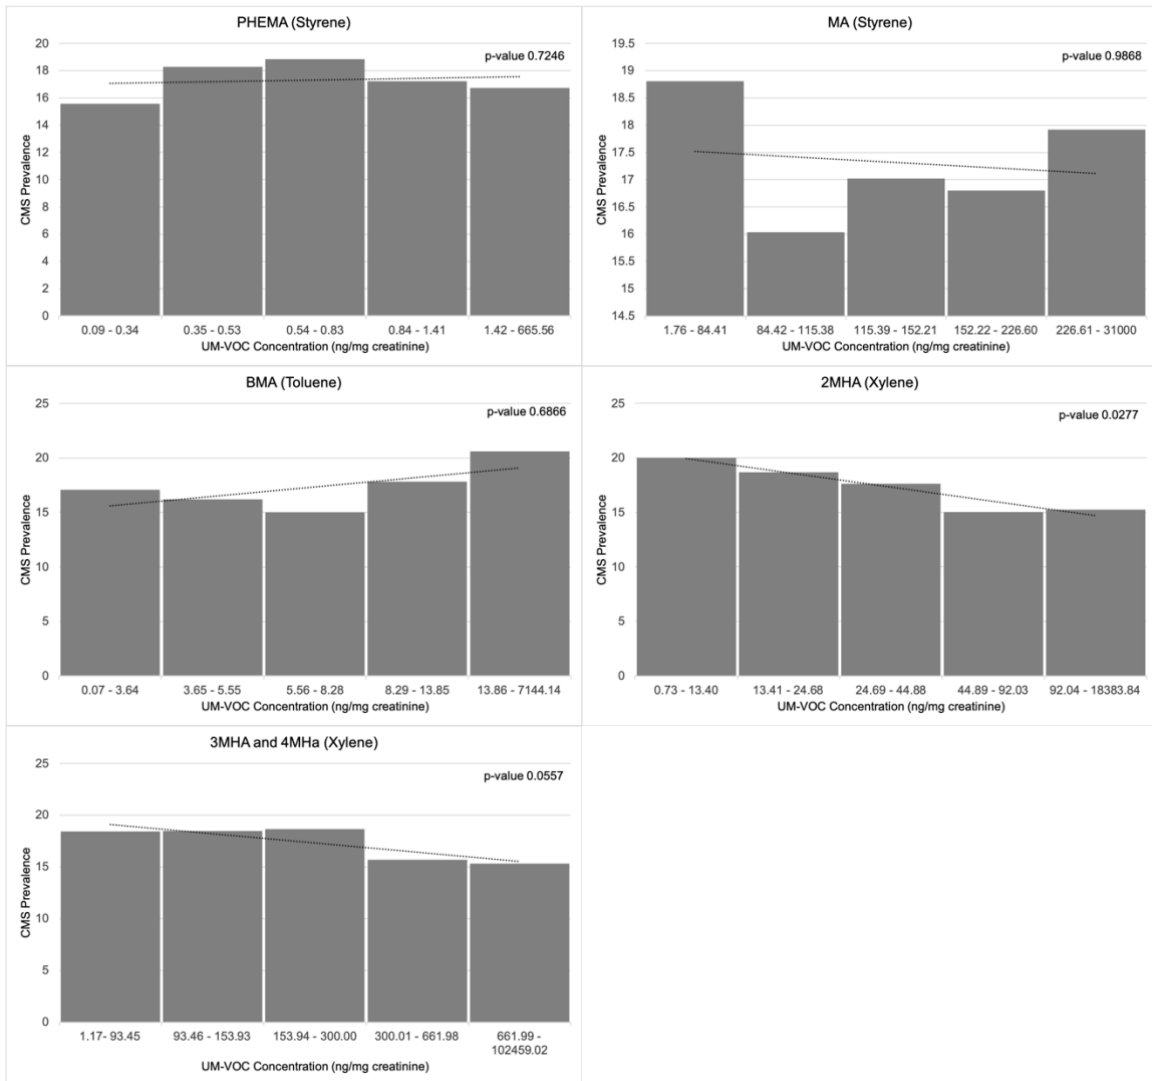 PHEMA (Styrene)
p-value 0.7246
20
18
16
14
12
10
8
6
4
2
0
CMS Prevalence
0.09 - 0.34 0.35 - 0.53 0.54 - 0.83 0.84 - 1.41 1.42 - 665.56
UM-VOC Concentration (ng/mg creatinine)
MA (Styrene)
p-value 0.9868
19.5
19
18.5
18
17.5
17
16.5
16
15.5
15
14.5
CMS Prevalence
1.76 - 84.41 84.42 - 115.38 115.39 - 152.21 152.22 - 226.60 226.61 - 31000
UM-VOC Concentration (ng/mg creatinine)
BMA (Toluene)
p-value 0.6866
25
20
15
10
5
0
CMS Prevalence
0.07 - 3.64 3.65 - 5.55 5.56 - 8.28 8.29 - 13.85 13.86 - 7144.14
UM-VOC Concentration (ng/mg creatinine)
2MHA (Xylene)
p-value 0.0277
25
20
15
10
5
0
CMS Prevalence
0.73 - 13.40 13.41 - 24.68 24.69 - 44.88 44.89 - 92.03 92.04 - 18383.84
UM-VOC Concentration (ng/mg creatinine)
3MHA and 4MHa (Xylene)
p-value 0.0557
25
20
15
10
5
0
CMS Prevalence
1.17- 93.45 93.46 - 153.93 153.94 - 300.00 300.01 - 661.98 661.99 -
102459.02
UM-VOC Concentration (ng/mg creatinine)